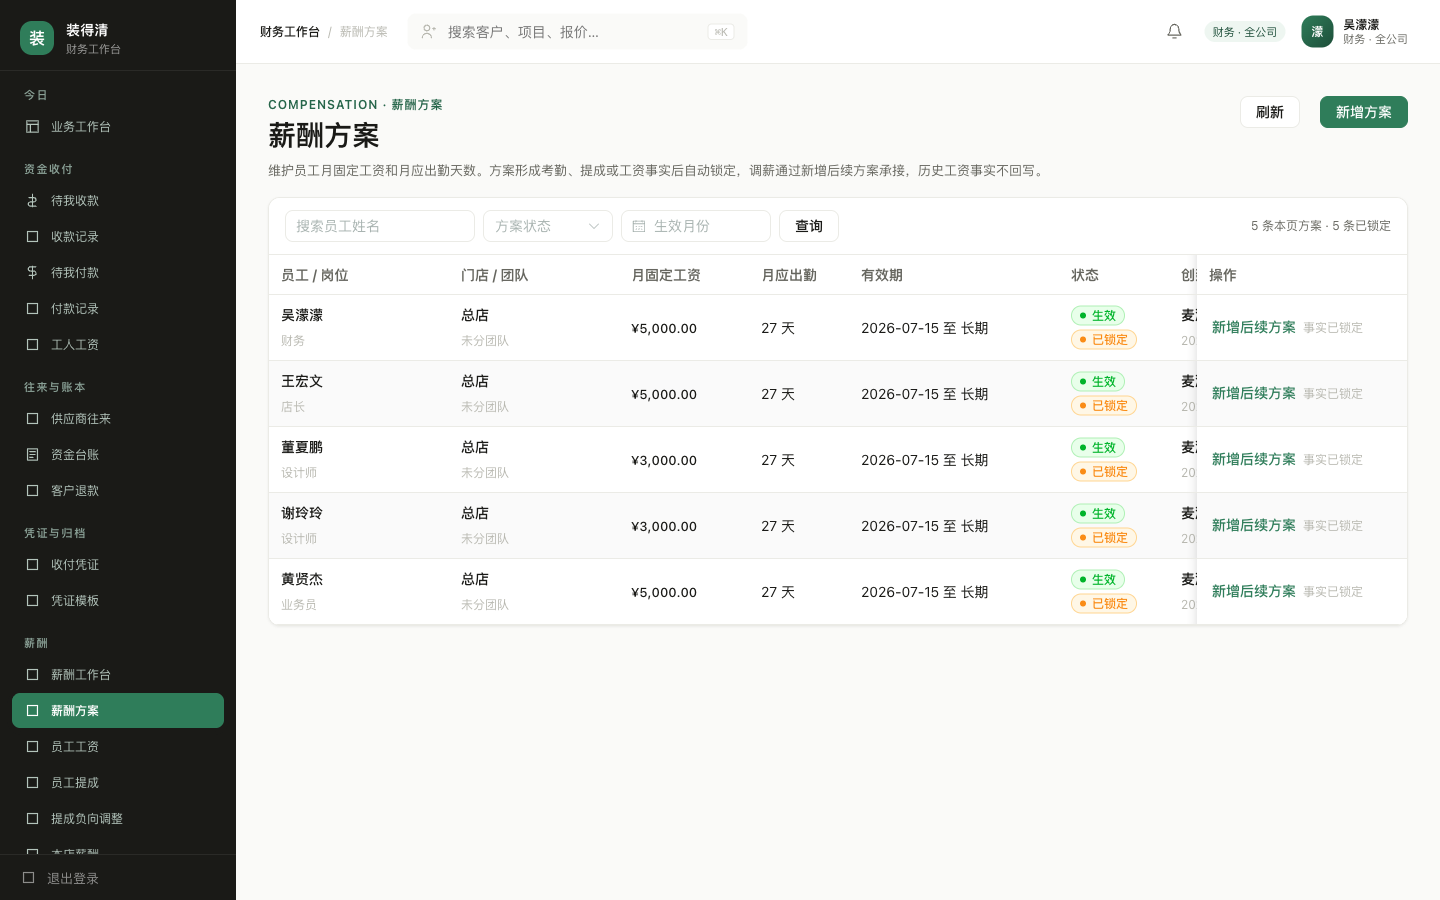 装
装得清
财务工作台
今日
业务工作台
资金收付
待我收款
收款记录
待我付款
付款记录
工人工资
往来与账本
供应商往来
资金台账
客户退款
凭证与归档
收付凭证
凭证模板
薪酬
薪酬工作台
薪酬方案
员工工资
员工提成
提成负向调整
本店薪酬
退出登录
财务工作台 / 薪酬方案
搜索客户、项目、报价...
⌘K
财务 · 全公司
濛
吴濛濛
财务 · 全公司
COMPENSATION · 薪酬方案
薪酬方案
维护员工月固定工资和月应出勤天数。方案形成考勤、提成或工资事实后自动锁定，调薪通过新增后续方案承接，历史工资事实不回写。
刷新
新增方案
搜索员工姓名
方案状态
生效月份
查询
5 条本页方案 · 5 条已锁定
员工 / 岗位 门店 / 团队 月固定工资 月应出勤 有效期 状态 操作
吴濛濛
财务
总店
未分团队
¥5,000.00
27 天
2026-07-15 至 长期
生效
已锁定
麦
20
新增后续方案 事实已锁定
王宏文
店长
总店
未分团队
¥5,000.00
27 天
2026-07-15 至 长期
生效
已锁定
麦
20
新增后续方案 事实已锁定
董夏鹏
设计师
总店
未分团队
¥3,000.00
27 天
2026-07-15 至 长期
生效
已锁定
麦
20
新增后续方案 事实已锁定
谢玲玲
设计师
总店
未分团队
¥3,000.00
27 天
2026-07-15 至 长期
生效
已锁定
麦
20
新增后续方案 事实已锁定
黄贤杰
业务员
总店
未分团队
¥5,000.00
27 天
2026-07-15 至 长期
生效
已锁定
麦
20
新增后续方案 事实已锁定